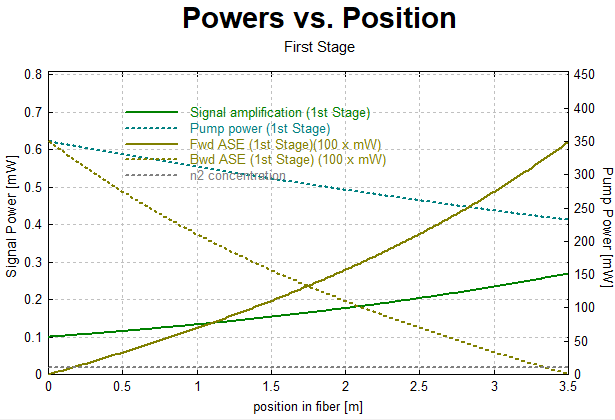 Powers vs. Position
First Stage
Signal Power [mW]
0.8
0.7
0.6
0.5
0.4
0.3
0.2
0.1
0
Signal amplification (1st Stage)
Pump power (1st Stage)
Fwd ASE (1st Stage)(100 x mW)
Bwd ASE (1st Stage) (100 x mW)
n2 concentration
450
400
350
300
250
200
150
100
50
0
Pump Power [mW]
0 0.5 1 1.5 2 2.5 3 3.5
position in fiber [m]